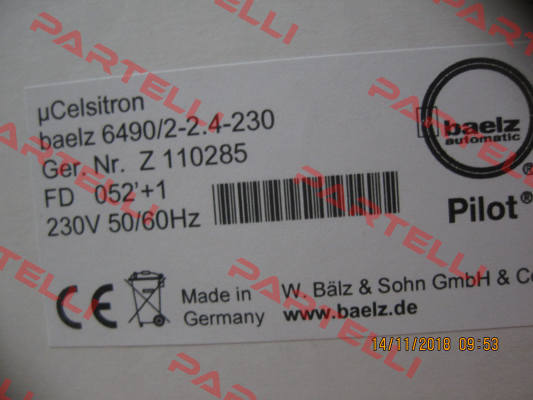 µCelsitron
baelz 6490/2-2.4-230
Ger. Nr. Z 110285
FD 052'+1
230V 50/60Hz
baelz
automatic
®
Pilot®
Made in
Germany
W. Bälz & Sohn GmbH & Co
www.baelz.de
14/11/2018 09:53
PARTELLI
PARTELLI
PARTELLI
PARTELLI
PARTELLI